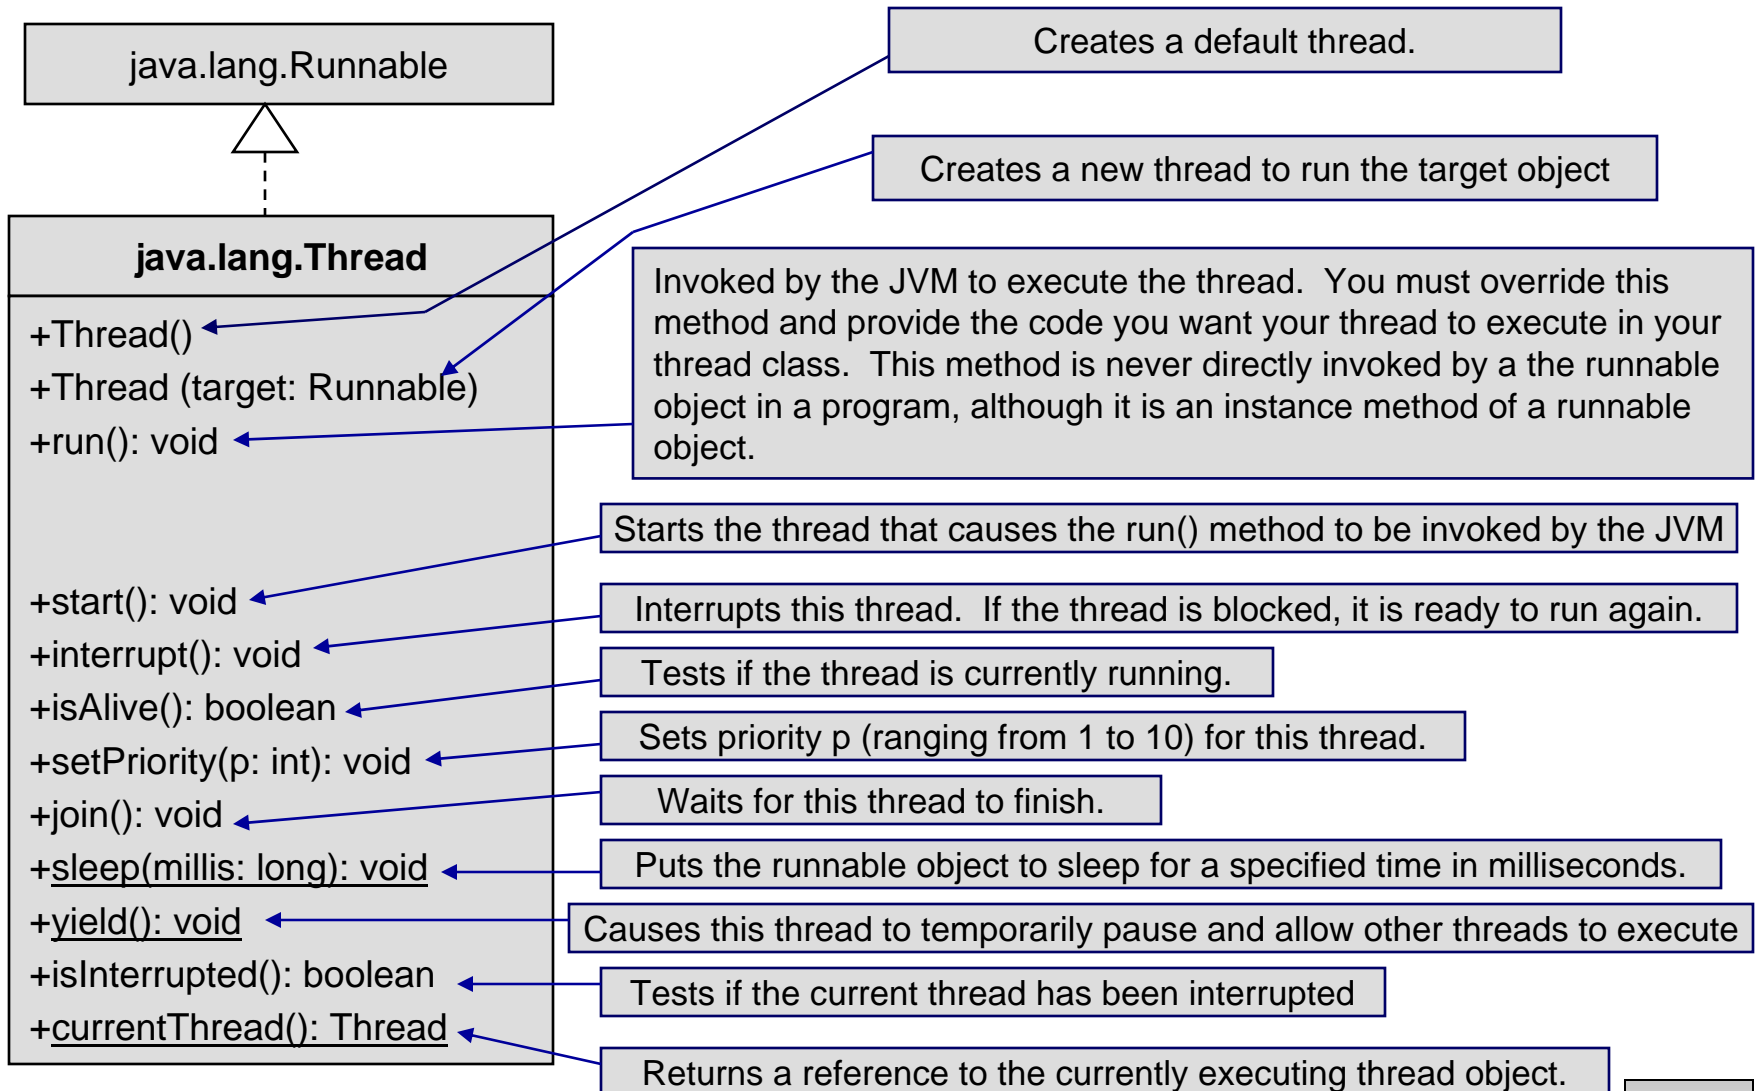 java.lang.Runnable
java.lang.Thread
+Thread()
+Thread (target: Runnable)
+run(): void
+start(): void
+interrupt(): void
+isAlive(): boolean
+setPriority(p: int): void
+join(): void
+sleep(millis: long): void
+yield(): void
+isInterrupted(): boolean
+currentThread(): Thread
Creates a default thread.
Creates a new thread to run the target object
Invoked by the JVM to execute the thread.  You must override this
method and provide the code you want your thread to execute in your
thread class.  This method is never directly invoked by a the runnable
object in a program, although it is an instance method of a runnable
object.
Starts the thread that causes the run() method to be invoked by the JVM
Interrupts this thread.  If the thread is blocked, it is ready to run again.
Tests if the thread is currently running.
Sets priority p (ranging from 1 to 10) for this thread.
Waits for this thread to finish.
Puts the runnable object to sleep for a specified time in milliseconds.
Causes this thread to temporarily pause and allow other threads to execute
Tests if the current thread has been interrupted
Returns a reference to the currently executing thread object.